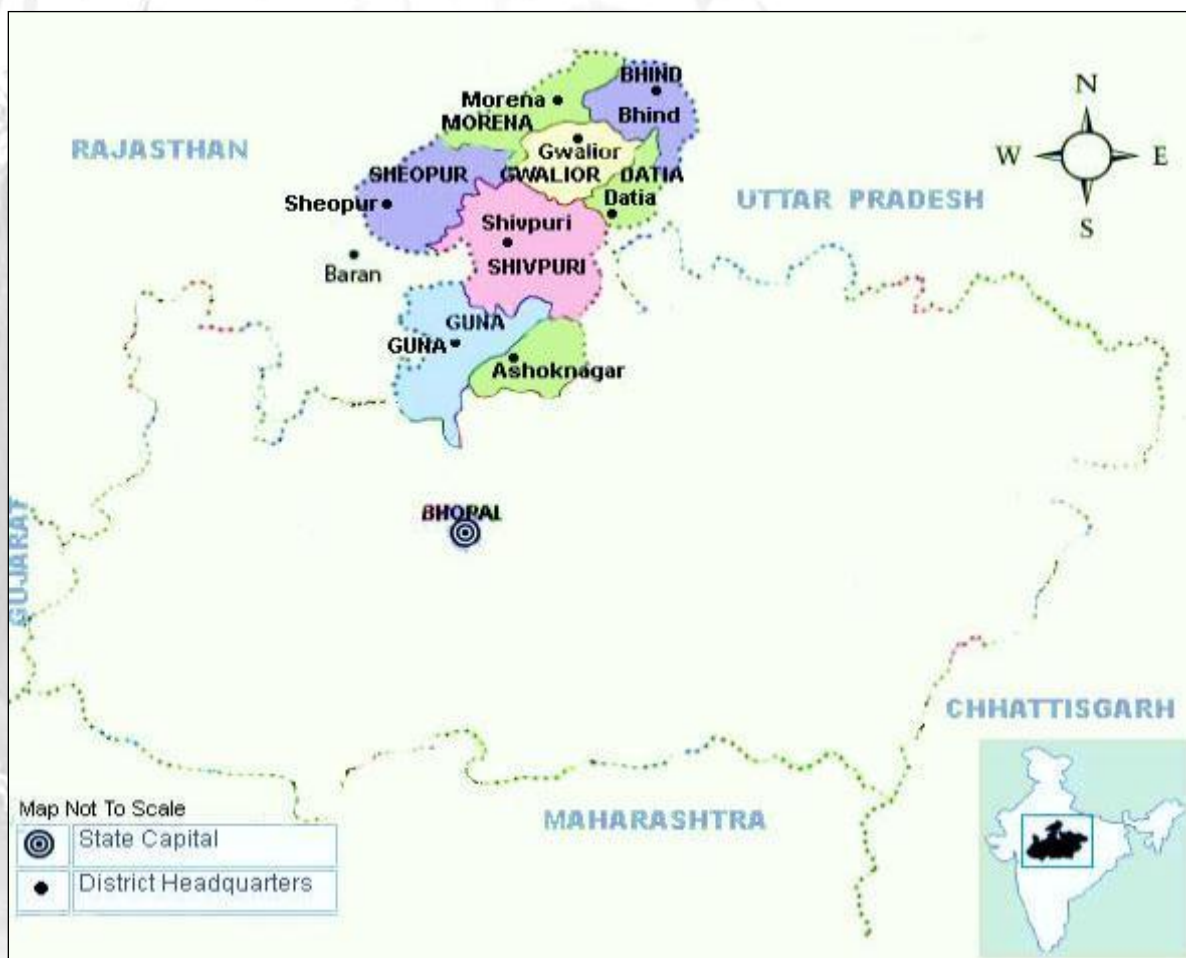 BHIND
Morena
Bhind
MORENA
N
RAJASTHAN
Gwalior
W
E
SHEOPUR
GWALIOR
DATIA
UTTAR PRADESH
Sheopur
Datia
S
Shivpuri
Baran
SHIVPURI
GUNA
GUNA
Ashoknagar
BHOPAL
GUJARAT
CHHATTISGARH
Map Not To Scale
MAHARASHTRA
State Capital
District Headquarters